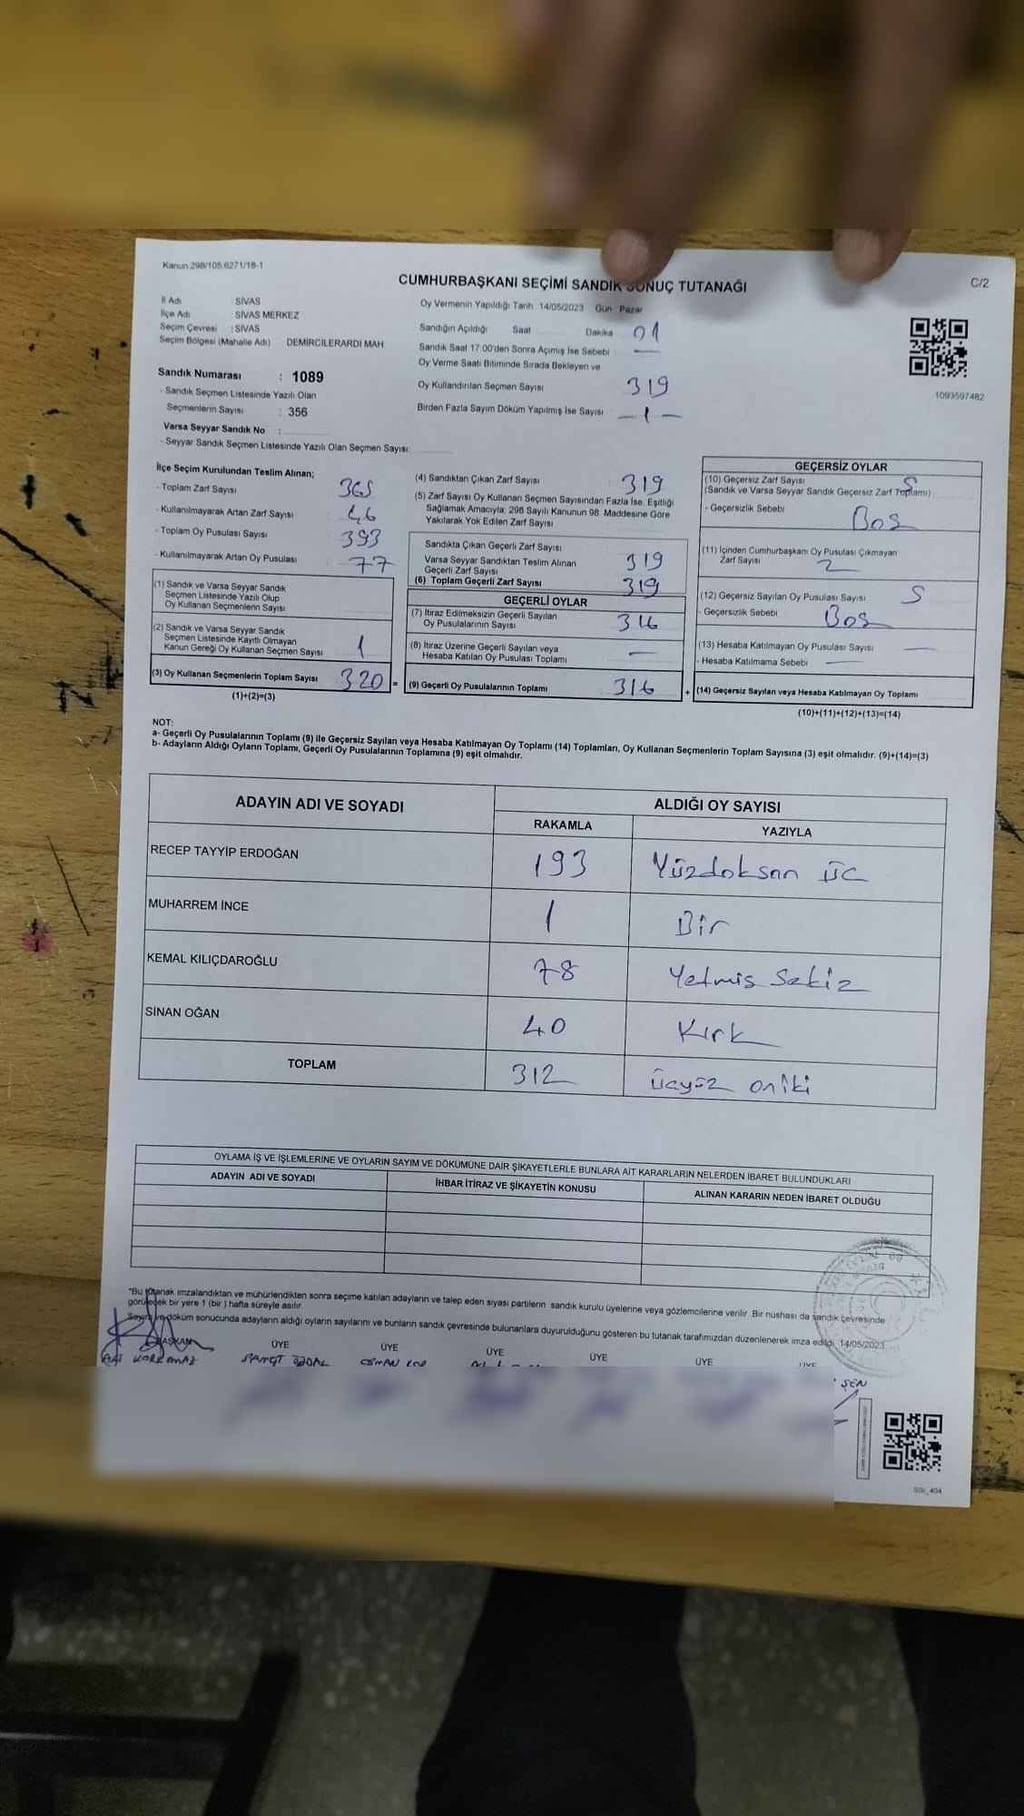 Kanun 298/105.6271/18-1
C/2
CUMHURBAŞKANI SEÇİMİ SANDIK SONUÇ TUTANAĞI
İl Adı SİVAS
İlçe Adı : SİVAS MERKEZ
Seçim Çevresi : SİVAS
Seçim Bölgesi (Mahalle Adı) DEMİRCİLERARDI MAH
Sandık Numarası : 1089
- Sandık Seçmen Listesinde Yazılı Olan
Seçmenlerin Sayısı : 356
Varsa Seyyar Sandık No :
- Seyyar Sandık Seçmen Listesinde Yazılı Olan Seçmen Sayısı:
Oy Vermenin Yapıldığı Tarih: 14/05/2023 Gün : Pazar
Sandığın Açıldığı Saat Dakika 01
Sandık Saat 17:00'den Sonra Açımış İse Sebebi —
Oy Verme Saati Bitiminde Sırada Bekleyen ve
Oy Kullandırılan Seçmen Sayısı 319
Birden Fazla Sayım Döküm Yapılmış İse Sayısı —1—
1093597482
İlçe Seçim Kurulundan Teslim Alınan;
- Toplam Zarf Sayısı 365
- Kullanılmayarak Artan Zarf Sayısı 46
- Toplam Oy Pusulası Sayısı 393
- Kullanılmayarak Artan Oy Pusulası 77
(1) Sandık ve Varsa Seyyar Sandık
Seçmen Listesinde Yazılı Olup
Oy Kullanan Seçmenlerin Sayısı
(2) Sandık ve Varsa Seyyar Sandık
Seçmen Listesinde Kayıtlı Olmayan
Kanun Gereği Oy Kullanan Seçmen Sayısı 1
(3) Oy Kullanan Seçmenlerin Toplam Sayısı 320
(1)+(2)=(3)
(4) Sandıktan Çıkan Zarf Sayısı 319
(5) Zarf Sayısı Oy Kullanan Seçmen Sayısından Fazla İse, Eşitliği
Sağlamak Amacıyla; 298 Sayılı Kanunun 98. Maddesine Göre
Yakılarak Yok Edilen Zarf Sayısı
Sandıkta Çıkan Geçerli Zarf Sayısı
Varsa Seyyar Sandıktan Teslim Alınan
Geçerli Zarf Sayısı 319
(6) Toplam Geçerli Zarf Sayısı 319
GEÇERLİ OYLAR
(7) İtiraz Edilmeksizin Geçerli Sayılan
Oy Pusulalarının Sayısı 316
(8) İtiraz Üzerine Geçerli Sayılan veya
Hesaba Katılan Oy Pusulası Toplamı —
= (9) Geçerli Oy Pusulalarının Toplamı 316
GEÇERSİZ OYLAR
(10) Geçersiz Zarf Sayısı 5
(Sandık ve Varsa Seyyar Sandık Geçersiz Zarf Toplamı)
- Geçersizlik Sebebi Boş
(11) İçinden Cumhurbaşkanı Oy Pusulası Çıkmayan
Zarf Sayısı 2
(12) Geçersiz Sayılan Oy Pusulası Sayısı 5
- Geçersizlik Sebebi Boş
(13) Hesaba Katılmayan Oy Pusulası Sayısı —
- Hesaba Katılmama Sebebi —
+ (14) Geçersiz Sayılan veya Hesaba Katılmayan Oy Toplamı
(10)+(11)+(12)+(13)=(14)
NOT:
a- Geçerli Oy Pusulalarının Toplamı (9) ile Geçersiz Sayılan veya Hesaba Katılmayan Oy Toplamı (14) Toplamları, Oy Kullanan Seçmenlerin Toplam Sayısına (3) eşit olmalıdır. (9)+(14)=(3)
b- Adayların Aldığı Oyların Toplamı, Geçerli Oy Pusulalarının Toplamına (9) eşit olmalıdır.
ADAYIN ADI VE SOYADI ALDIĞI OY SAYISI
RAKAMLA YAZIYLA
RECEP TAYYİP ERDOĞAN 193 Yüzdoksan üç
MUHARREM İNCE 1 Bir
KEMAL KILIÇDAROĞLU 78 Yetmiş Sekiz
SİNAN OĞAN 40 Kırk
TOPLAM 312 Üçyüz oniki
OYLAMA İŞ VE İŞLEMLERİNE VE OYLARIN SAYIM VE DÖKÜMÜNE DAİR ŞİKAYETLERLE BUNLARA AİT KARARLARIN NELERDEN İBARET BULUNDUKLARI
ADAYIN ADI VE SOYADI İHBAR İTİRAZ VE ŞİKAYETİN KONUSU ALINAN KARARIN NEDEN İBARET OLDUĞU
*Bu tutanak imzalandıktan ve mühürlendikten sonra seçime katılan adayların ve talep eden siyasi partilerin sandık kurulu üyelerine veya gözlemcilerine verilir. Bir nüshası da sandık çevresinde
görülecek bir yere 1 (bir) hafta süreyle asılır.
Sayım ve döküm sonucunda adayların aldığı oyların sayılarını ve bunların sandık çevresinde bulunanlara duyurulduğunu gösteren bu tutanak tarafımızdan düzenlenerek imza edildi. 14/05/2023
BAŞKAN ÜYE ÜYE ÜYE ÜYE ÜYE ÜYE
KORKMAZ OSMAN
ŞEN